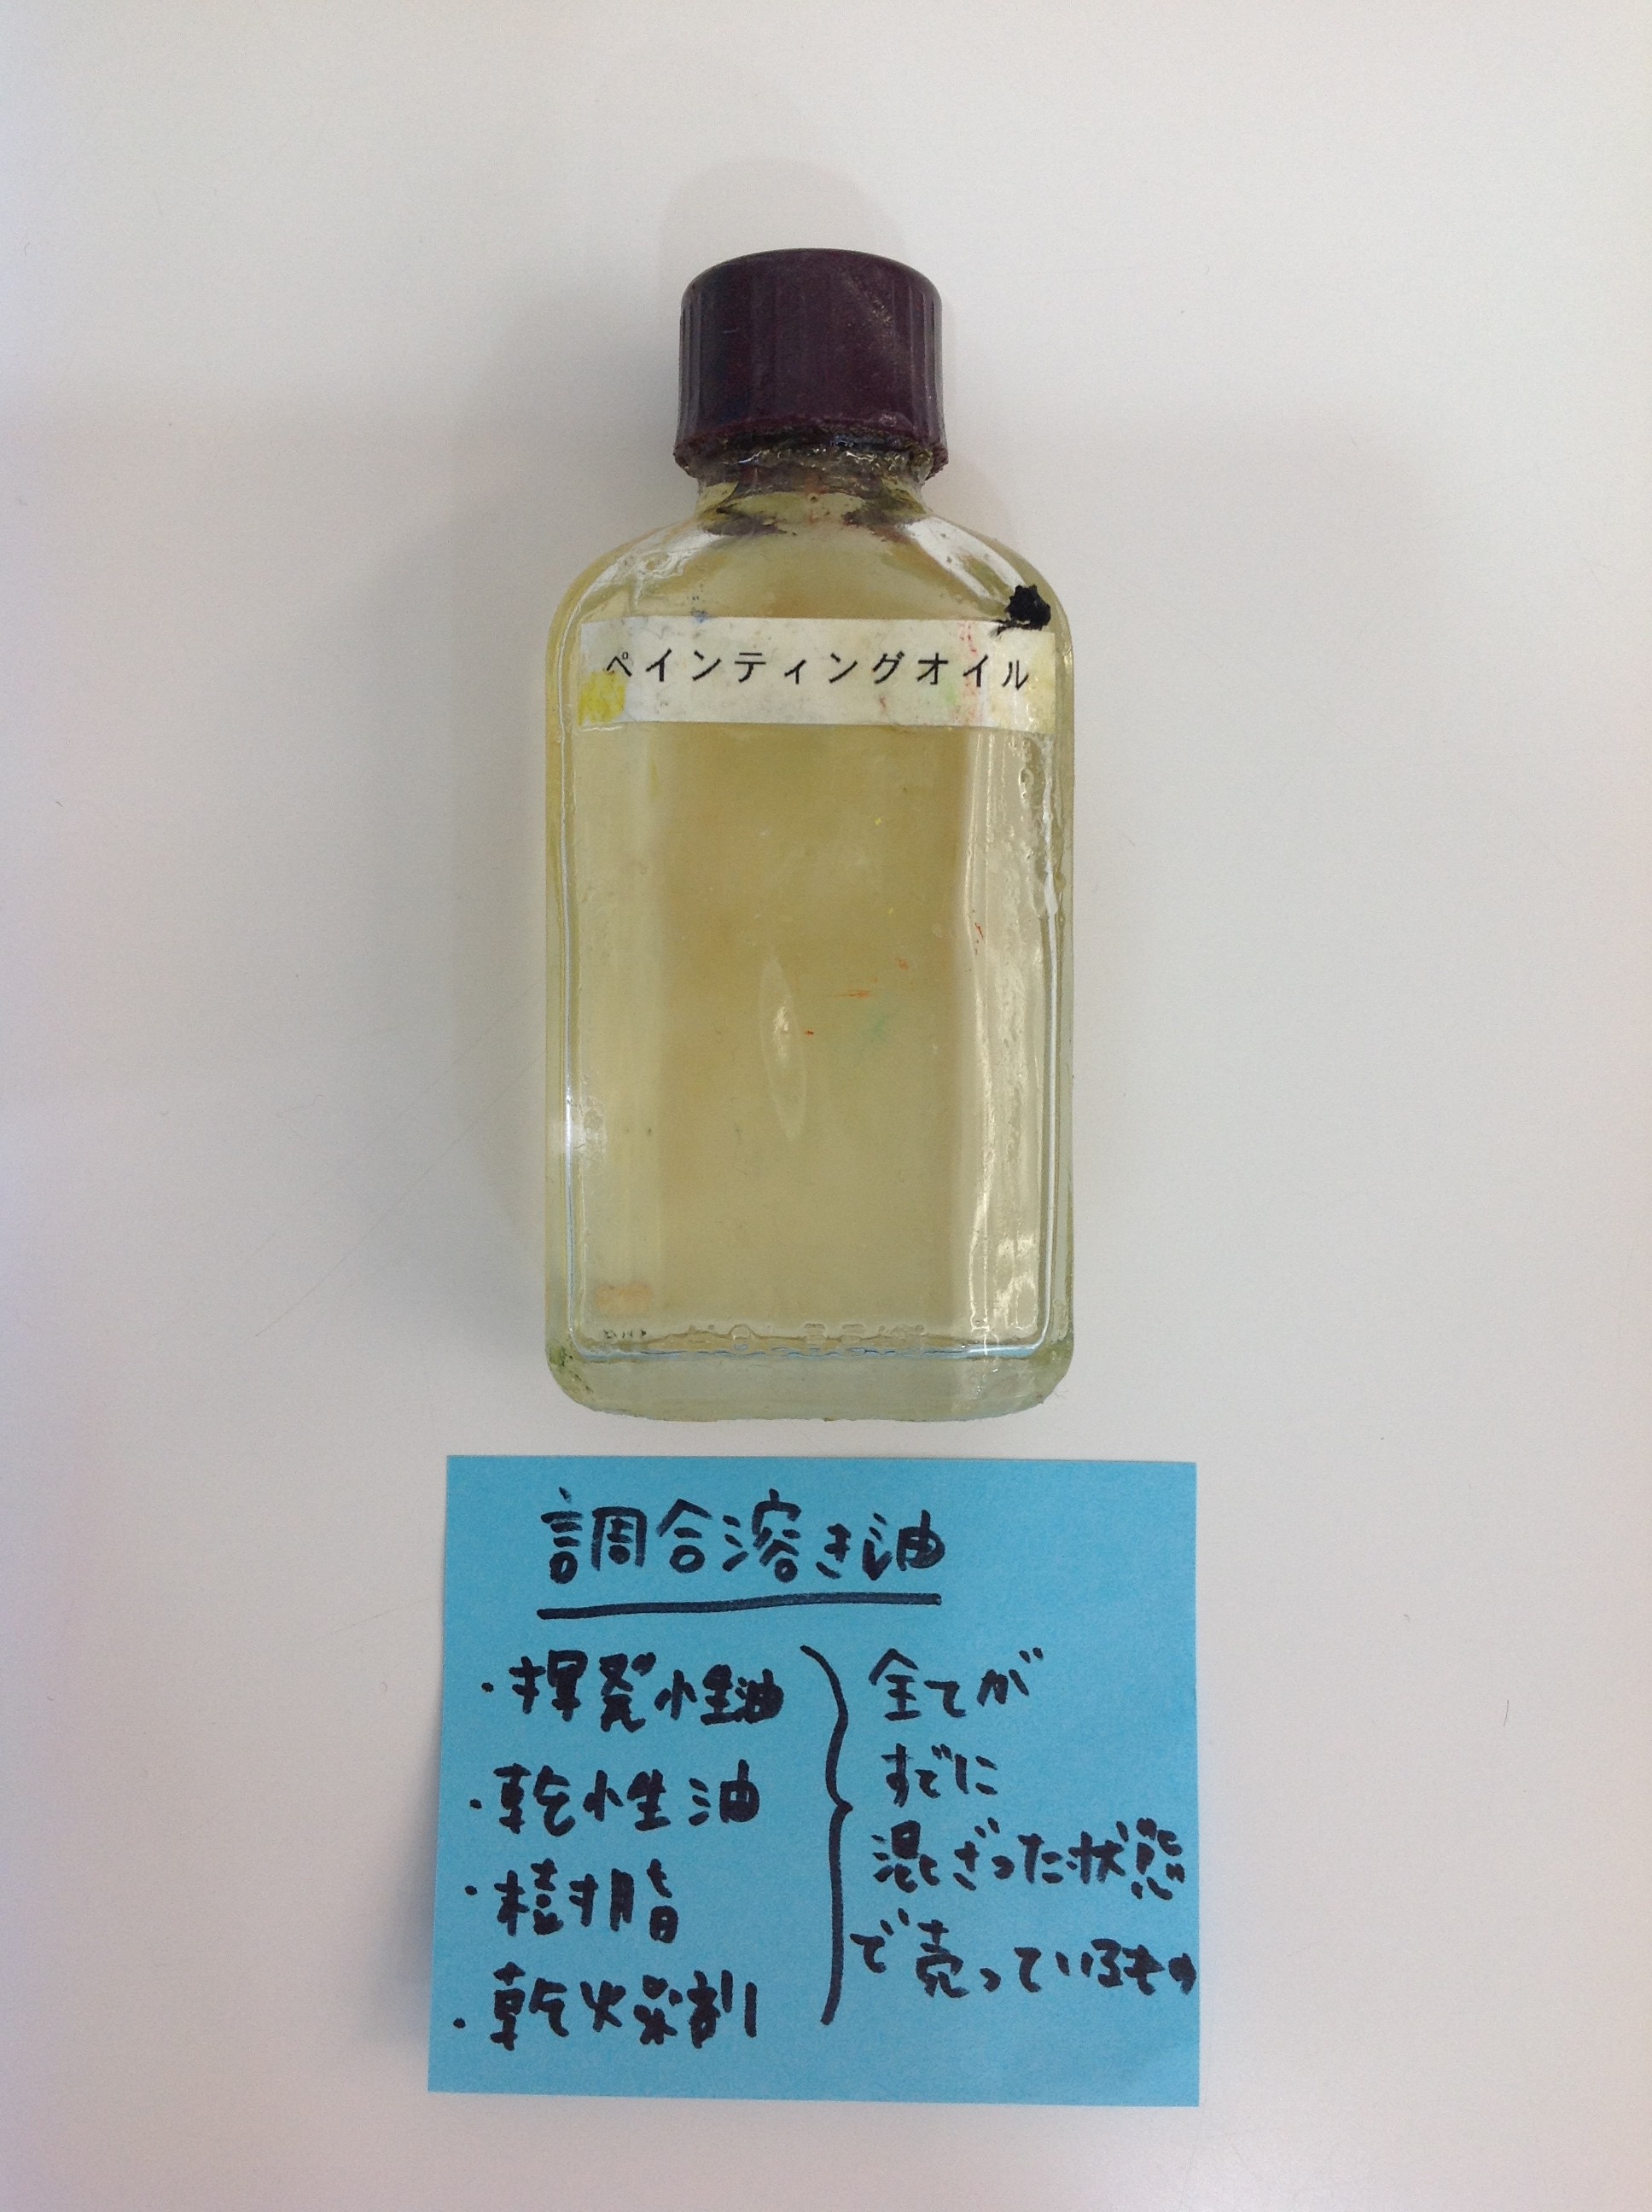 ペインティングオイル
調合溶き油
・揮発性油
・乾性油
・樹脂
・乾燥剤
全てが
すでに
混ざった状態
で売っているもの